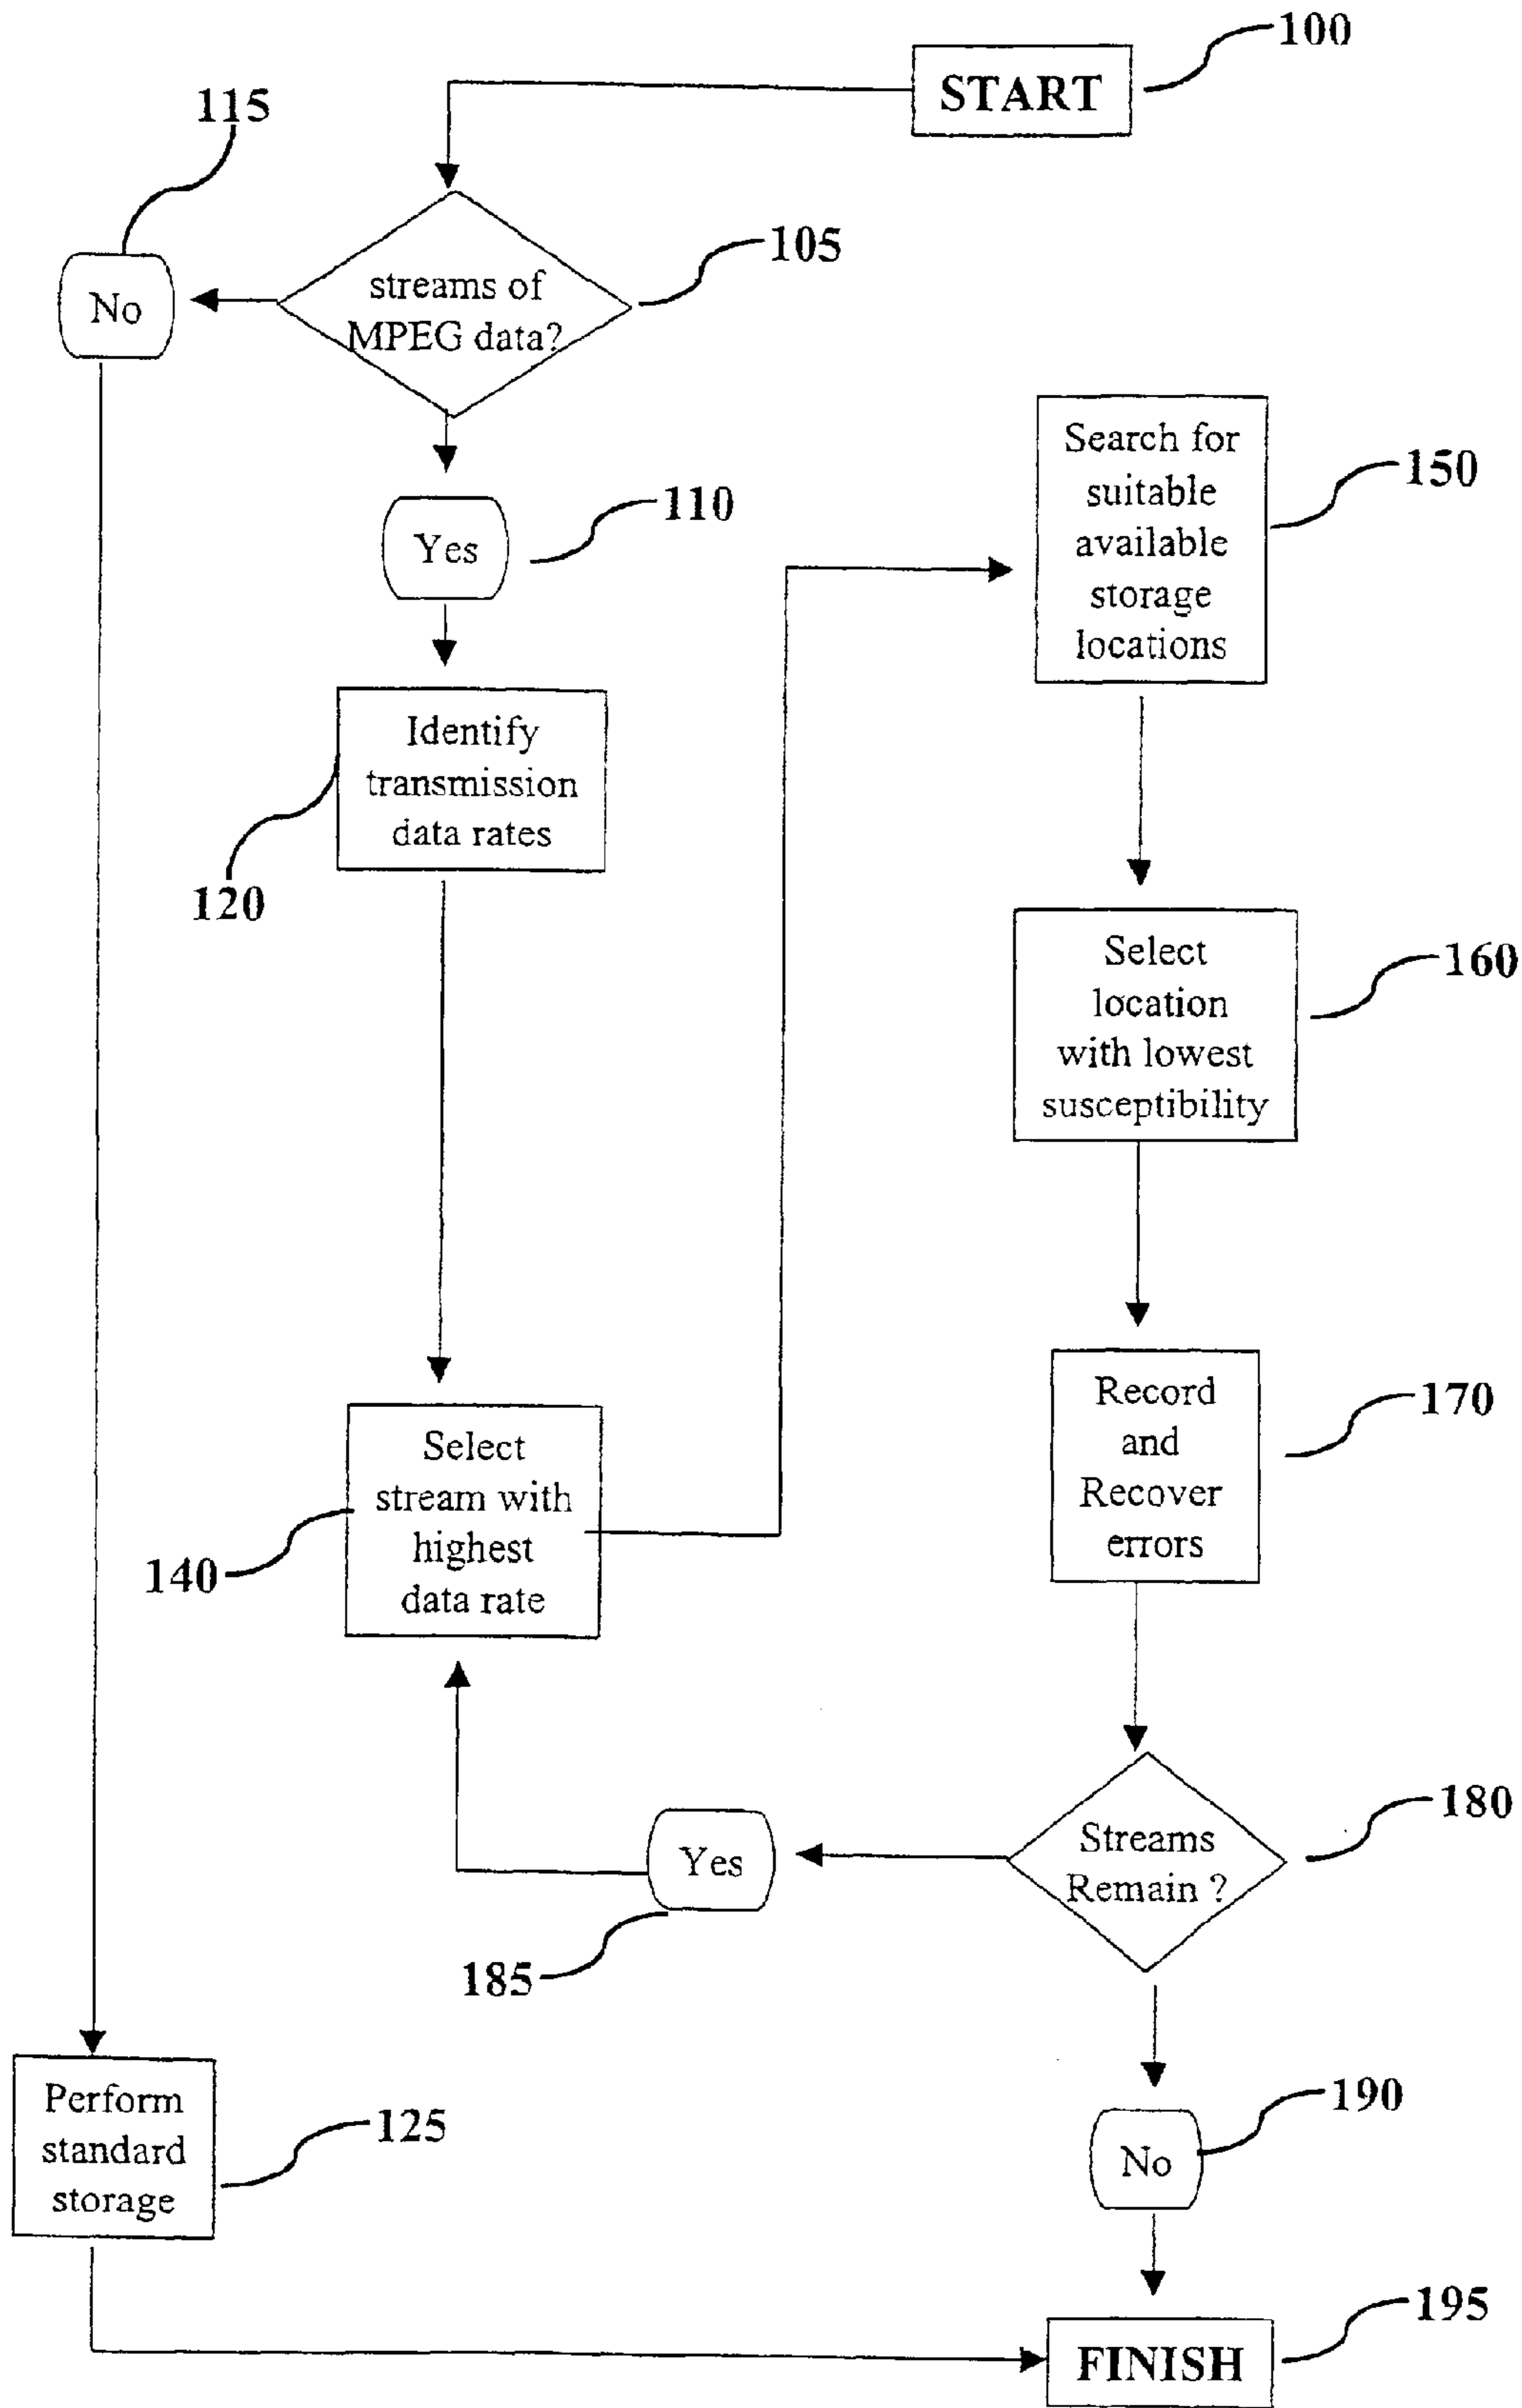 100
START
115
105
streams of
MPEG data?
No
Search for
suitable
available
storage
locations
150
110
Yes
Identify
transmission
data rates
120
Select
location
with lowest
susceptibility
160
Record
and
Recover
errors
170
Select
stream with
highest
data rate
140
180
Streams
Remain ?
Yes
185
Perform
standard
storage
125
190
No
195
FINISH